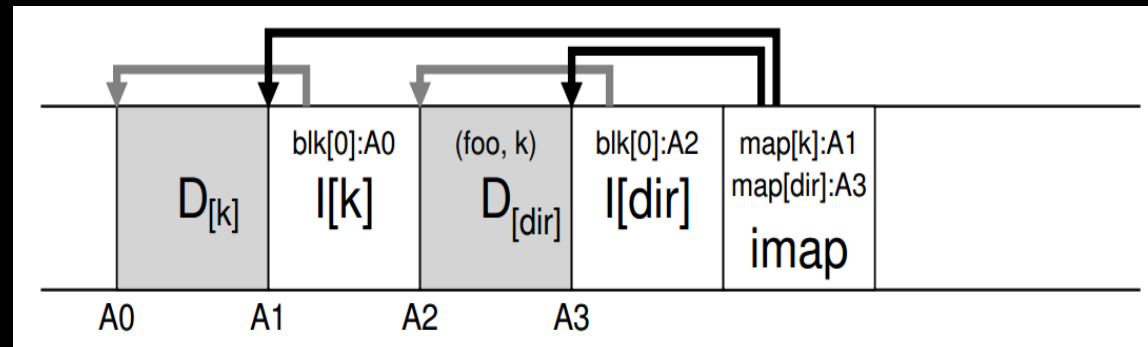 blk[0]:A0
(foo, k)
blk[0]:A2
map[k]:A1
map[dir]:A3
D[k]
I[k]
D[dir]
I[dir]
imap
A0
A1
A2
A3